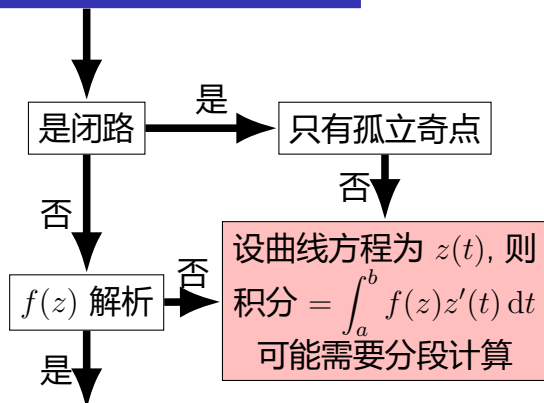 是闭路
是
只有孤立奇点
否
否
f(z) 解析
否
设曲线方程为 z(t), 则
积分 = ∫_a^b f(z)z′(t) dt
可能需要分段计算
是